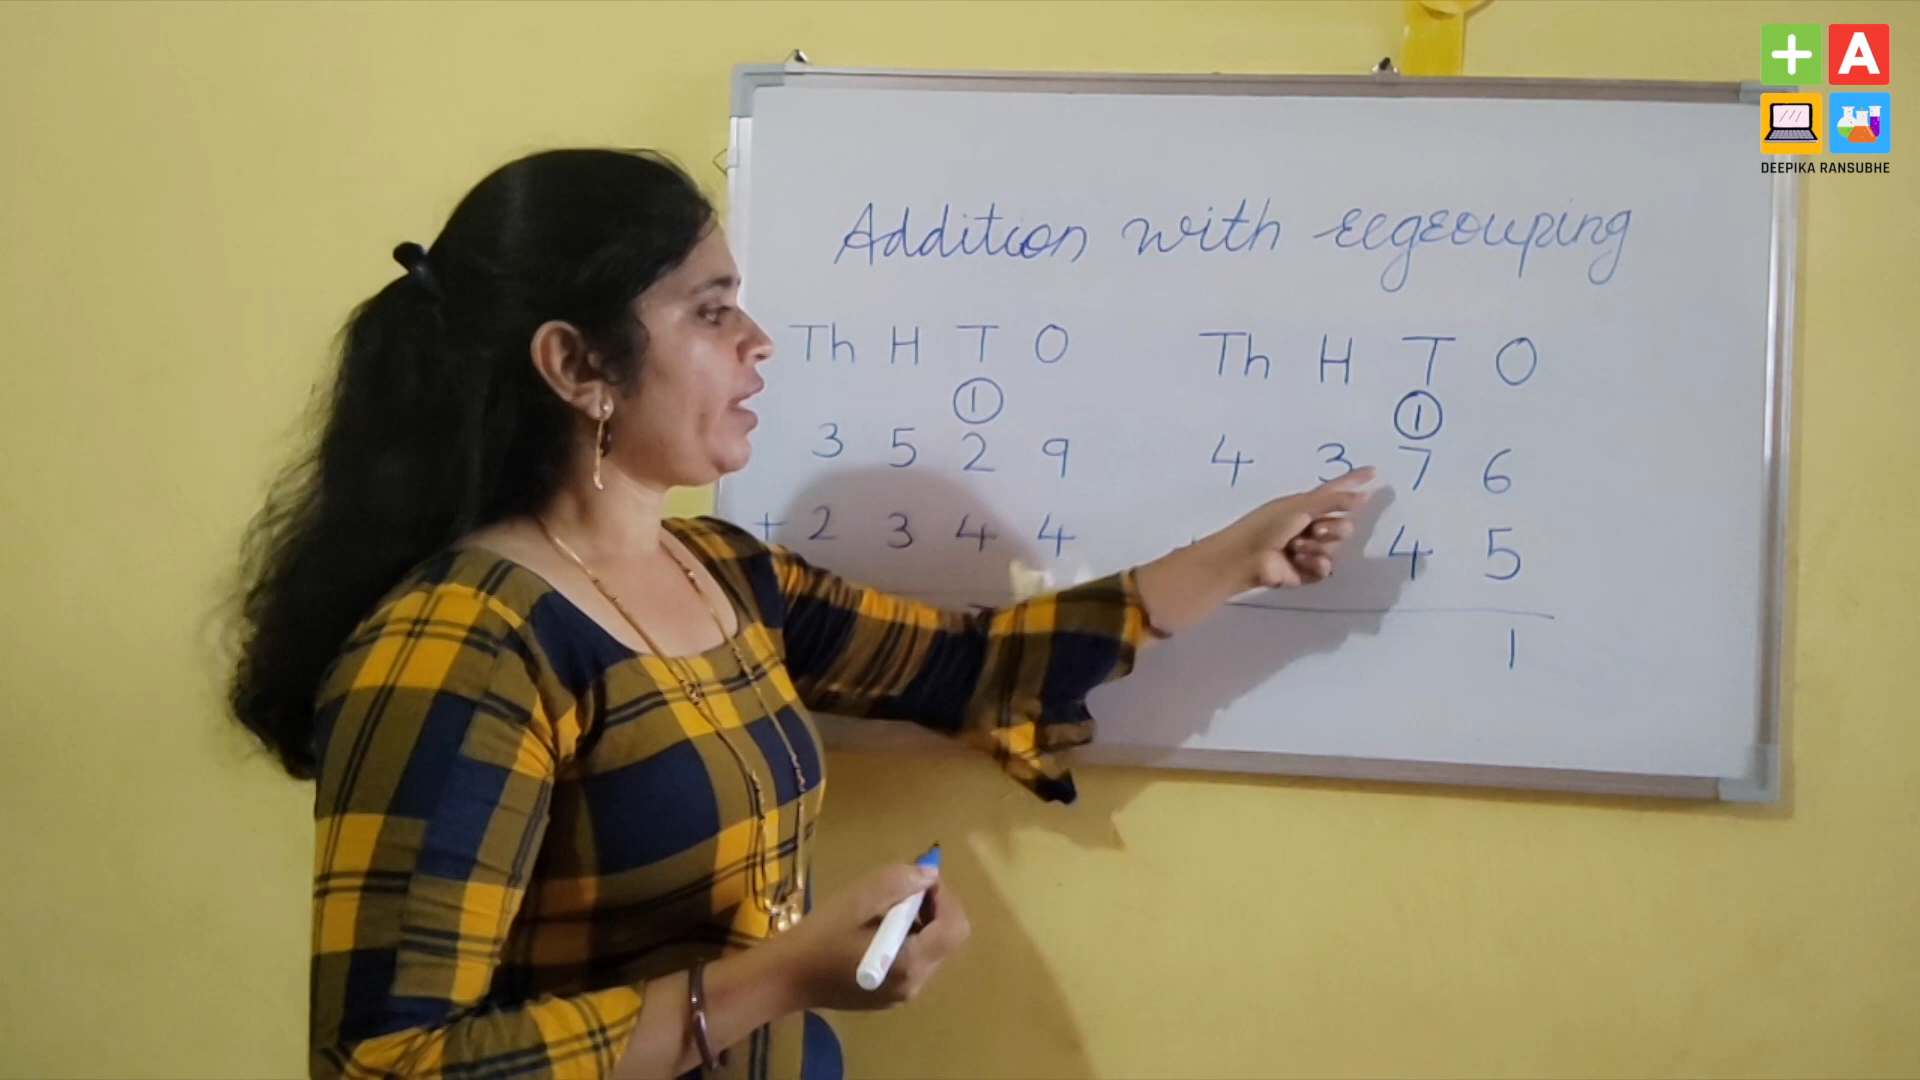 + A
DEEPIKA RANSUBHE
Addition with regrouping
Th H T O
1
3 5 2 9
+ 2 3 4 4
Th H T O
1
4 3 7 6
4 5
1